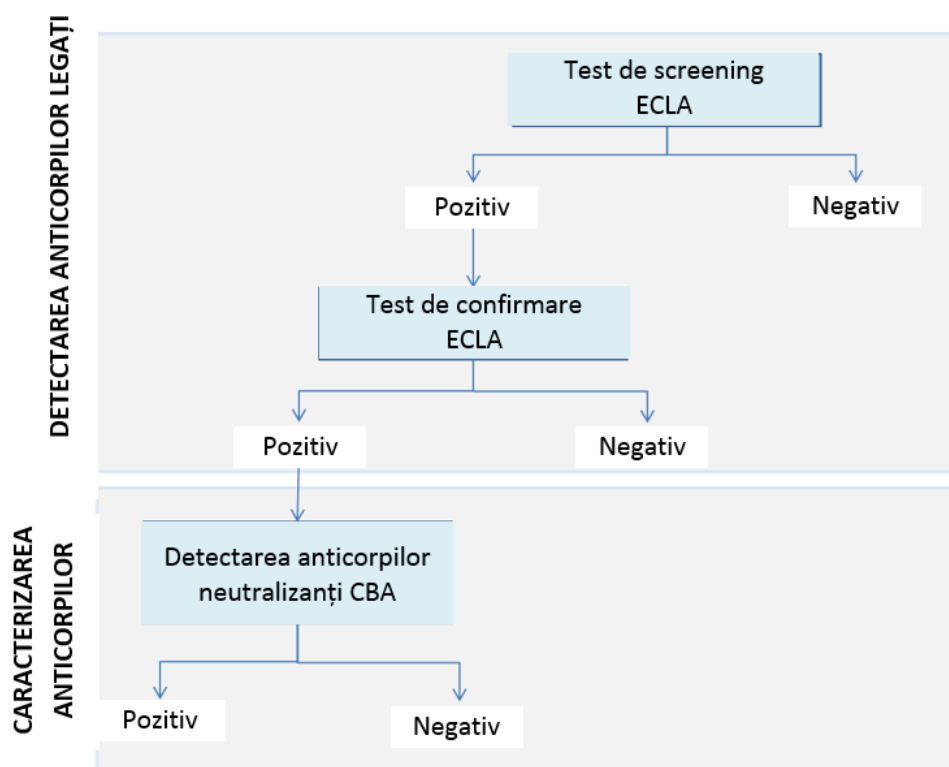 DETECTAREA ANTICORPILOR LEGAȚI
Test de screening
ECLA
Pozitiv
Negativ
Test de confirmare
ECLA
Pozitiv
Negativ
CARACTERIZAREA
ANTICORPILOR
Detectarea anticorpilor
neutralizanți CBA
Pozitiv
Negativ